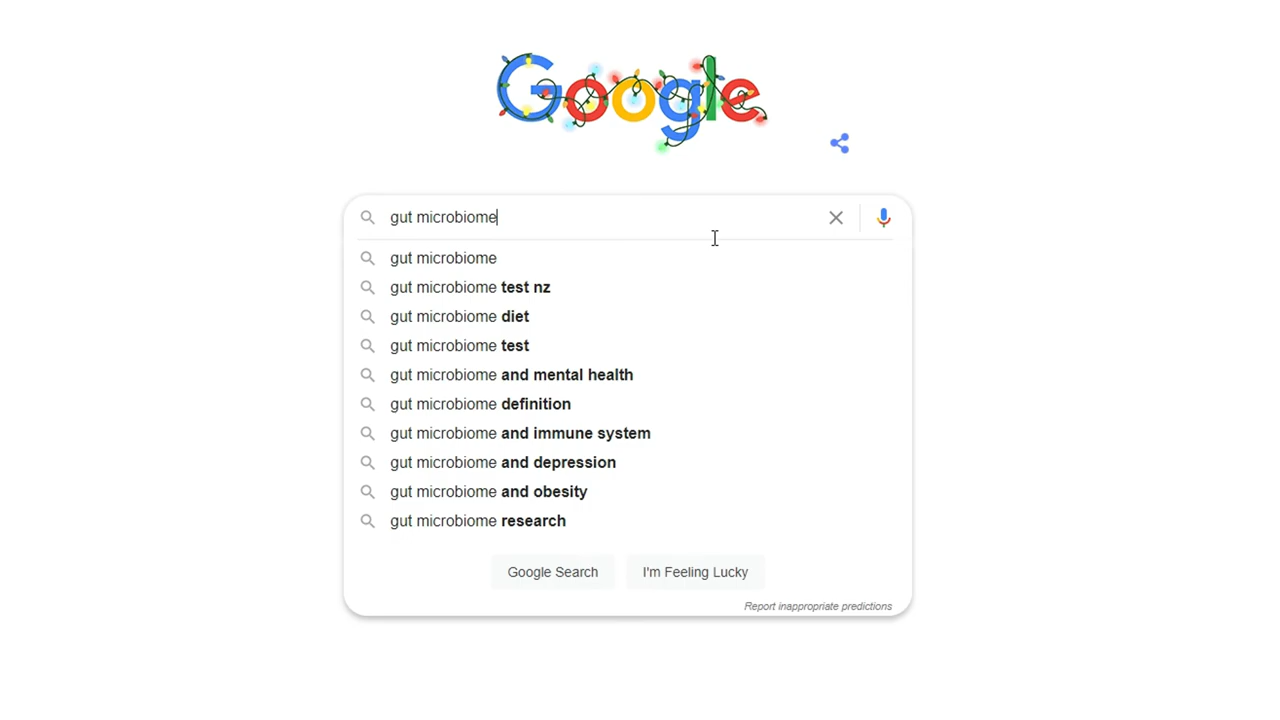 Google
gut microbiome
gut microbiome
gut microbiome test nz
gut microbiome diet
gut microbiome test
gut microbiome and mental health
gut microbiome definition
gut microbiome and immune system
gut microbiome and depression
gut microbiome and obesity
gut microbiome research
Google Search I'm Feeling Lucky
Report inappropriate predictions